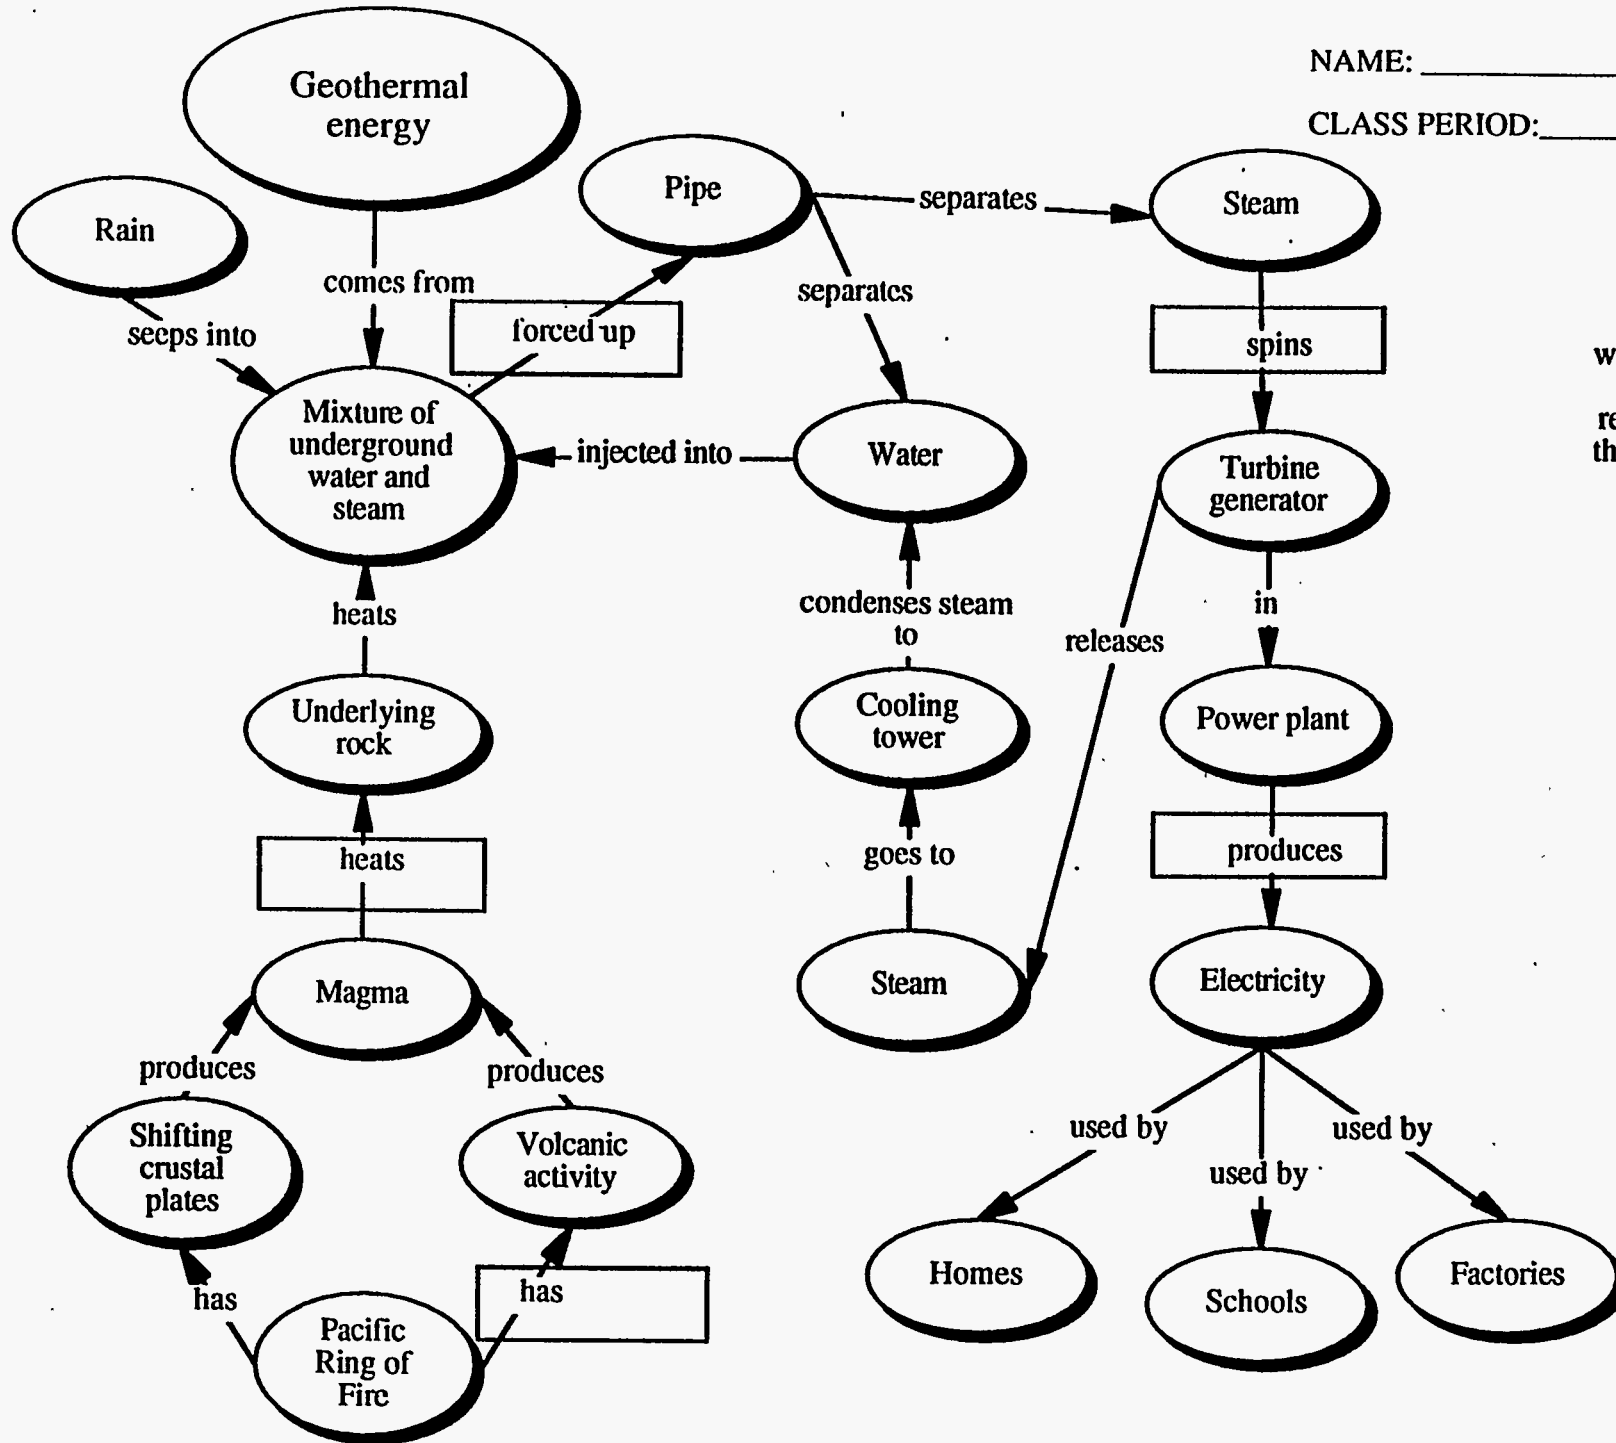 NAME:
CLASS PERIOD:
Geothermal
energy
Rain
Pipe
separates
Steam
comes from
seeps into
forced up
separates
spins
w
re
th
Mixture of
underground
water and
steam
injected into
Water
Turbine
generator
heats
condenses steam
to
in
releases
Underlying
rock
Cooling
tower
Power plant
heats
goes to
produces
Magma
Steam
Electricity
produces
produces
Shifting
crustal
plates
Volcanic
activity
used by
used by
used by
has
has
Homes
Schools
Factories
Pacific
Ring of
Fire